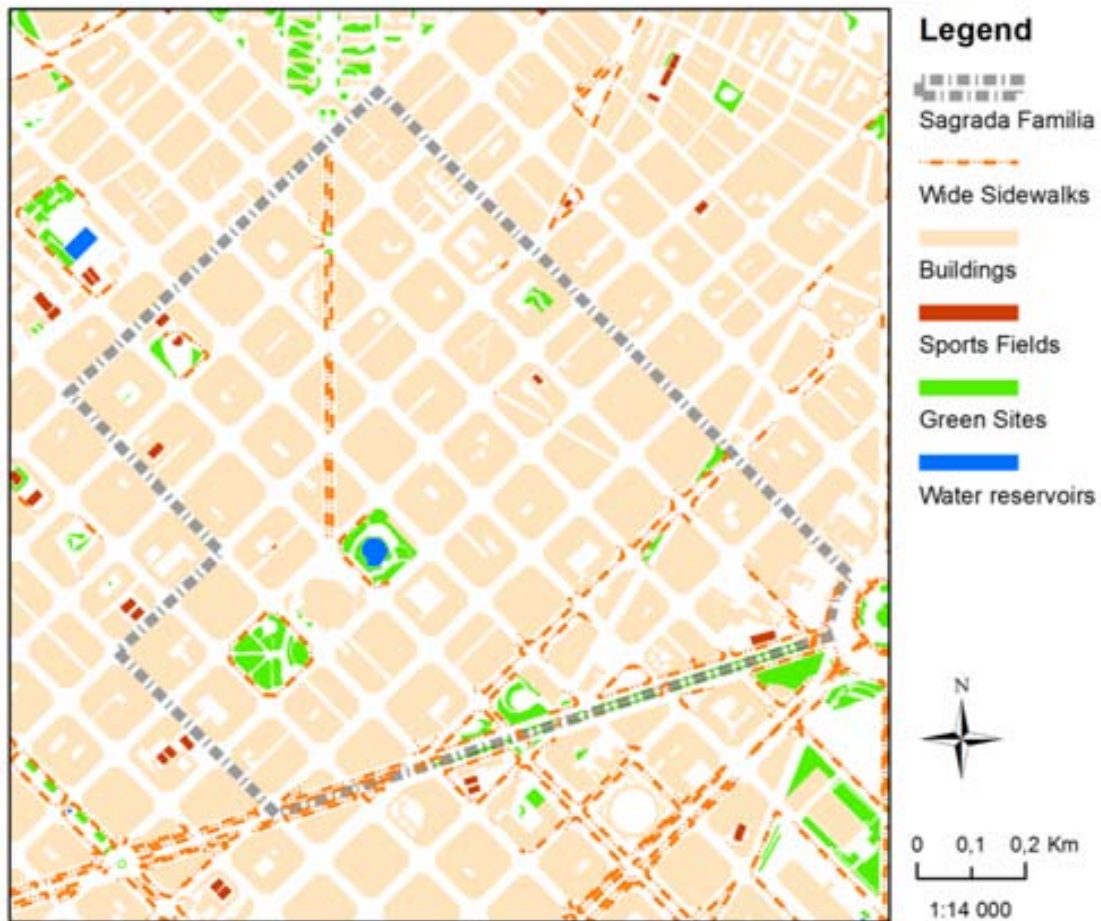 Legend
Sagrada Familia
Wide Sidewalks
Buildings
Sports Fields
Green Sites
Water reservoirs
N
0 0,1 0,2 Km
1:14 000